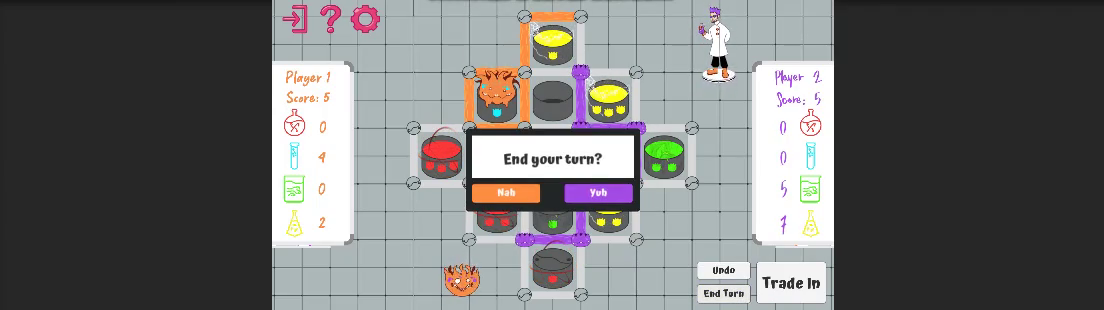 ?
Player 1
Score: 5
0
4
0
2
Player 2
Score: 5
0
0
5
7
End your turn?
Nah
Yuh
Undo
End Turn
Trade In